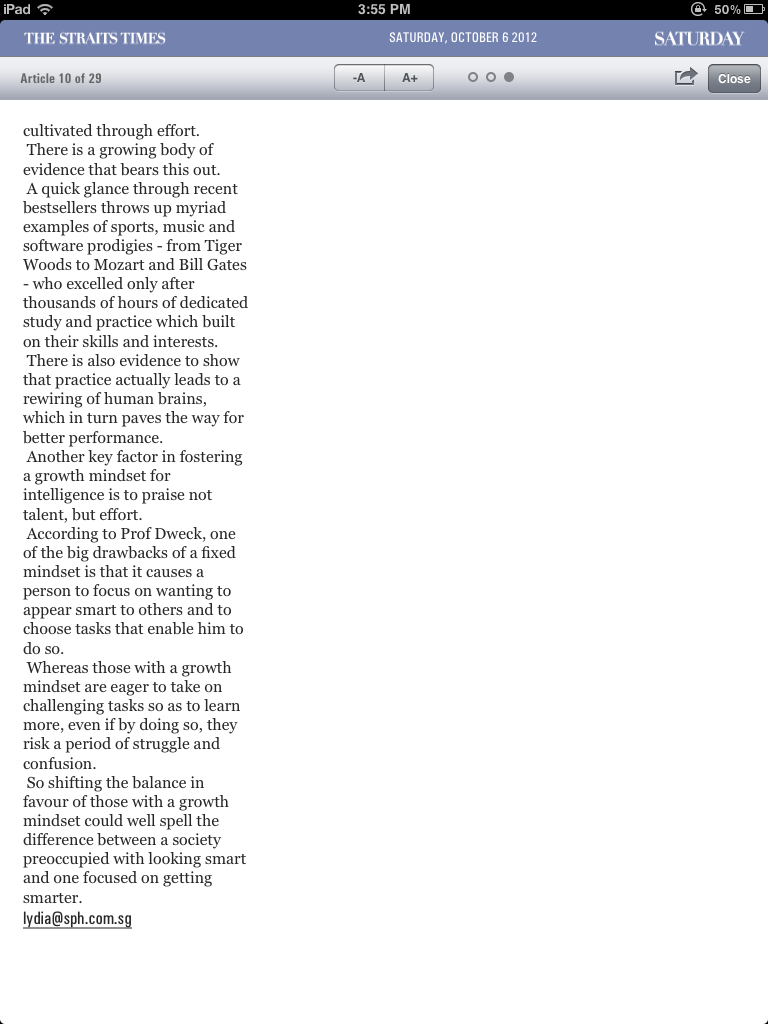 iPad 3:55 PM 50%
THE STRAITS TIMES SATURDAY, OCTOBER 6 2012 SATURDAY
Article 10 of 29 -A A+ Close
cultivated through effort.
There is a growing body of
evidence that bears this out.
A quick glance through recent
bestsellers throws up myriad
examples of sports, music and
software prodigies - from Tiger
Woods to Mozart and Bill Gates
- who excelled only after
thousands of hours of dedicated
study and practice which built
on their skills and interests.
There is also evidence to show
that practice actually leads to a
rewiring of human brains,
which in turn paves the way for
better performance.
Another key factor in fostering
a growth mindset for
intelligence is to praise not
talent, but effort.
According to Prof Dweck, one
of the big drawbacks of a fixed
mindset is that it causes a
person to focus on wanting to
appear smart to others and to
choose tasks that enable him to
do so.
Whereas those with a growth
mindset are eager to take on
challenging tasks so as to learn
more, even if by doing so, they
risk a period of struggle and
confusion.
So shifting the balance in
favour of those with a growth
mindset could well spell the
difference between a society
preoccupied with looking smart
and one focused on getting
smarter.
lydia@sph.com.sg